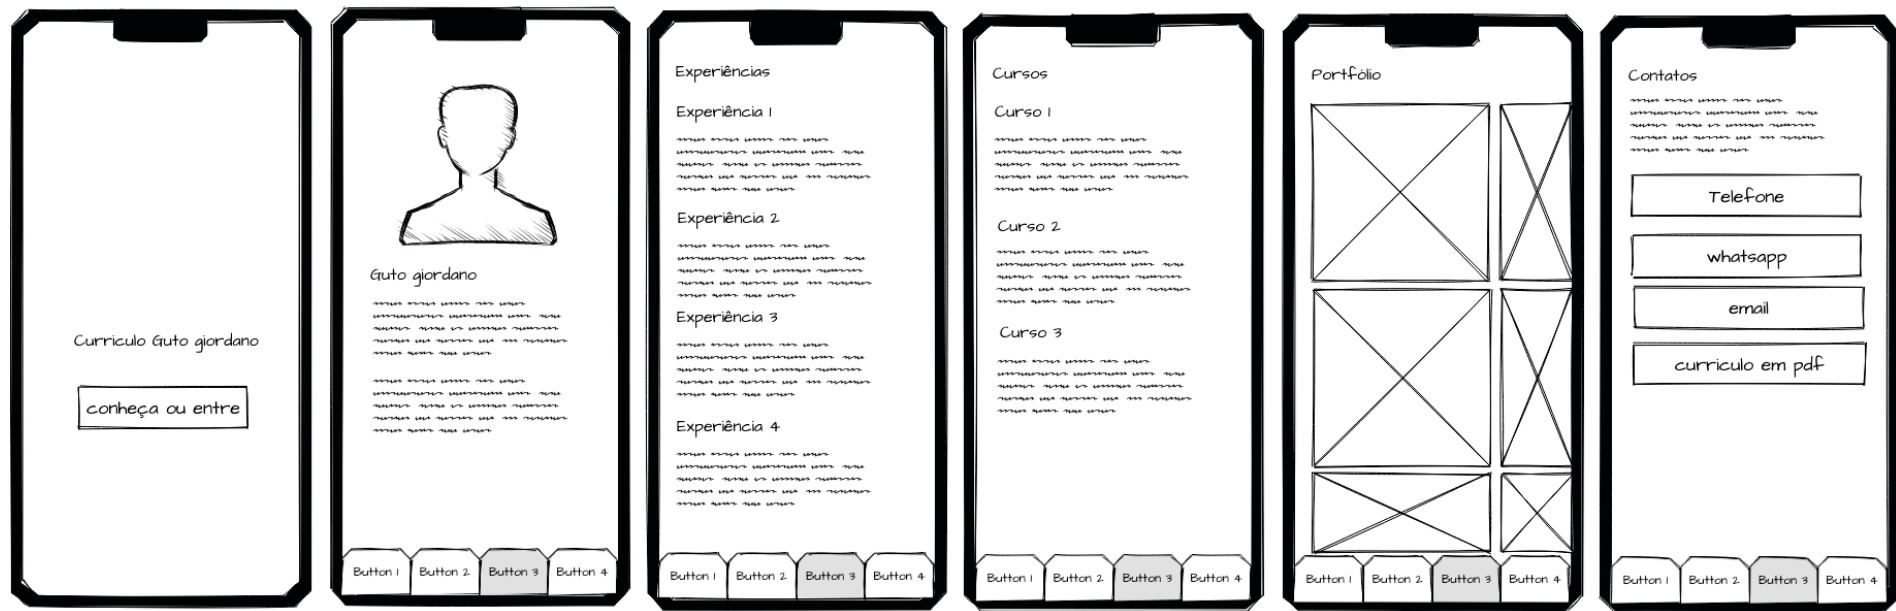 Curriculo Guto giordano
conheça ou entre
Guto giordano
Button 1 Button 2 Button 3 Button 4
Experiências
Experiência 1
Experiência 2
Experiência 3
Experiência 4
Button 1 Button 2 Button 3 Button 4
Cursos
Curso 1
Curso 2
Curso 3
Button 1 Button 2 Button 3 Button 4
Portfólio
Button 1 Button 2 Button 3 Button 4
Contatos
Telefone
whatsapp
email
curriculo em pdf
Button 1 Button 2 Button 3 Button 4